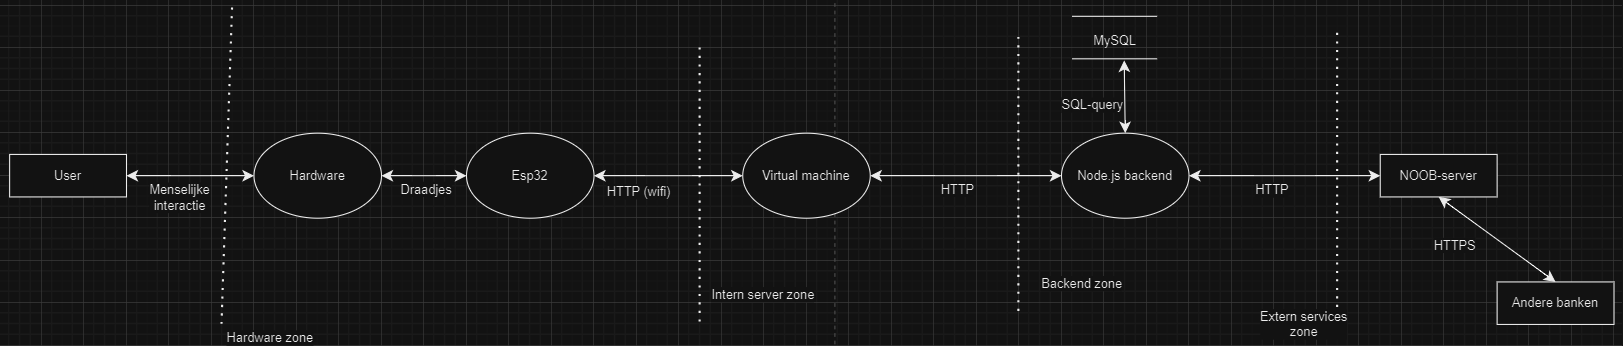 MySQL
SQL-query
User
Menselijke
interactie
Hardware
Draadjes
Esp32
HTTP (wifi)
Virtual machine
HTTP
Node.js backend
HTTP
NOOB-server
HTTPS
Andere banken
Hardware zone
Intern server zone
Backend zone
Extern services
zone